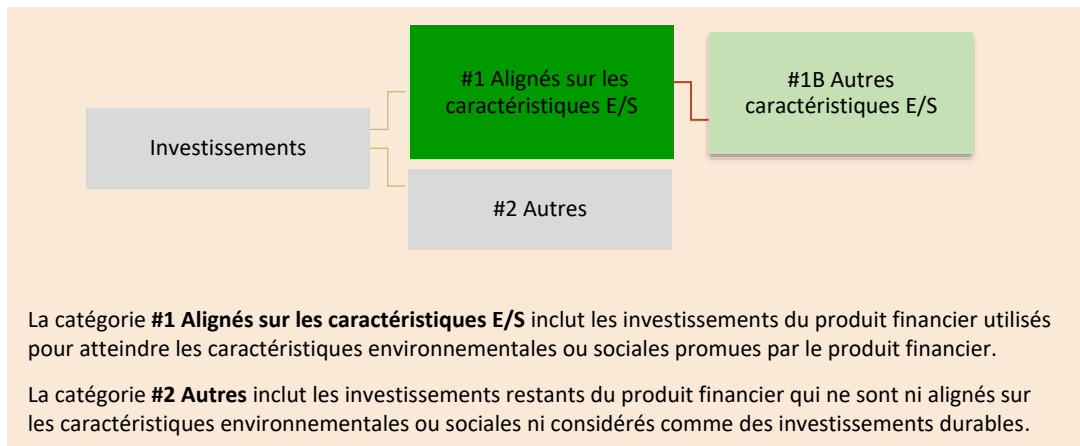 #1 Alignés sur les
caractéristiques E/S
#1B Autres
caractéristiques E/S
Investissements
#2 Autres
La catégorie #1 Alignés sur les caractéristiques E/S inclut les investissements du produit financier utilisés
pour atteindre les caractéristiques environnementales ou sociales promues par le produit financier.
La catégorie #2 Autres inclut les investissements restants du produit financier qui ne sont ni alignés sur
les caractéristiques environnementales ou sociales ni considérés comme des investissements durables.